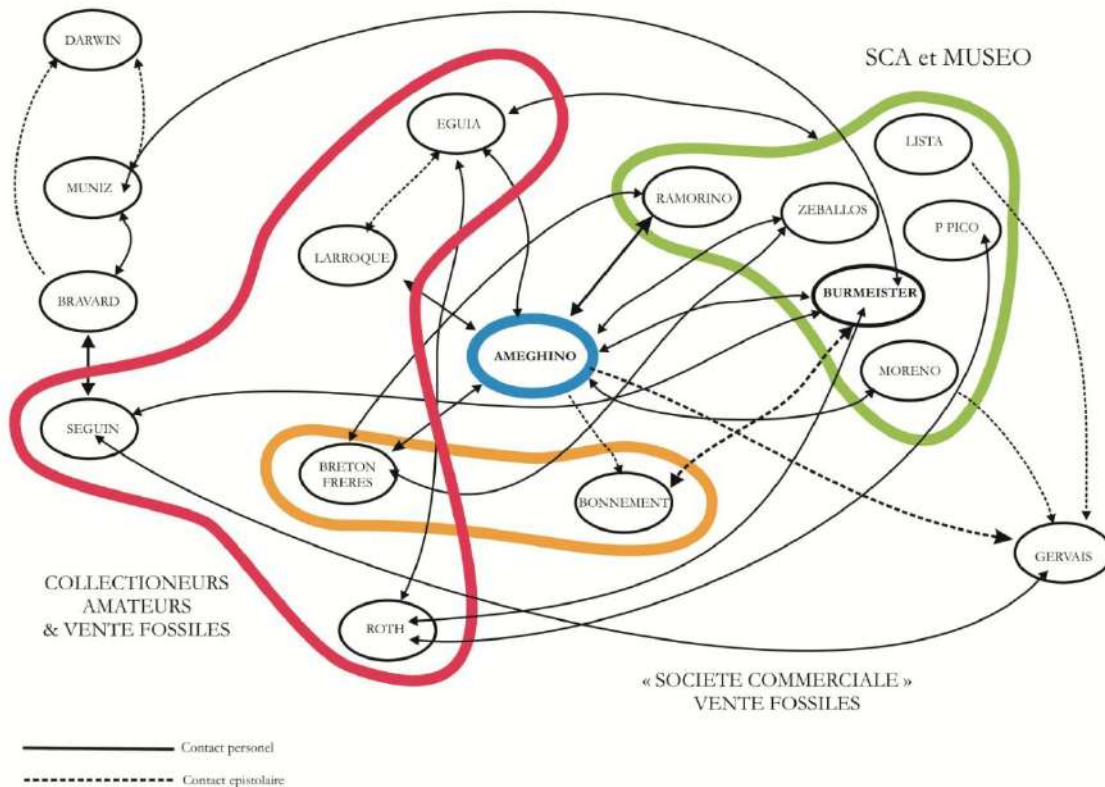 DARWIN
SCA et MUSEO
EGUIA
LISTA
MUNIZ
RAMORINO
ZEBALLOS
P PICO
LARROQUE
BRAVARD
BURMEISTER
AMEGHINO
MORENO
SEGUIN
BRETON
FRERES
BONNEMENT
GERVAIS
COLLECTIONEURS
AMATEURS
& VENTE FOSSILES
ROTH
« SOCIETE COMMERCIALE »
VENTE FOSSILES
Contact personel
Contact epistolaire